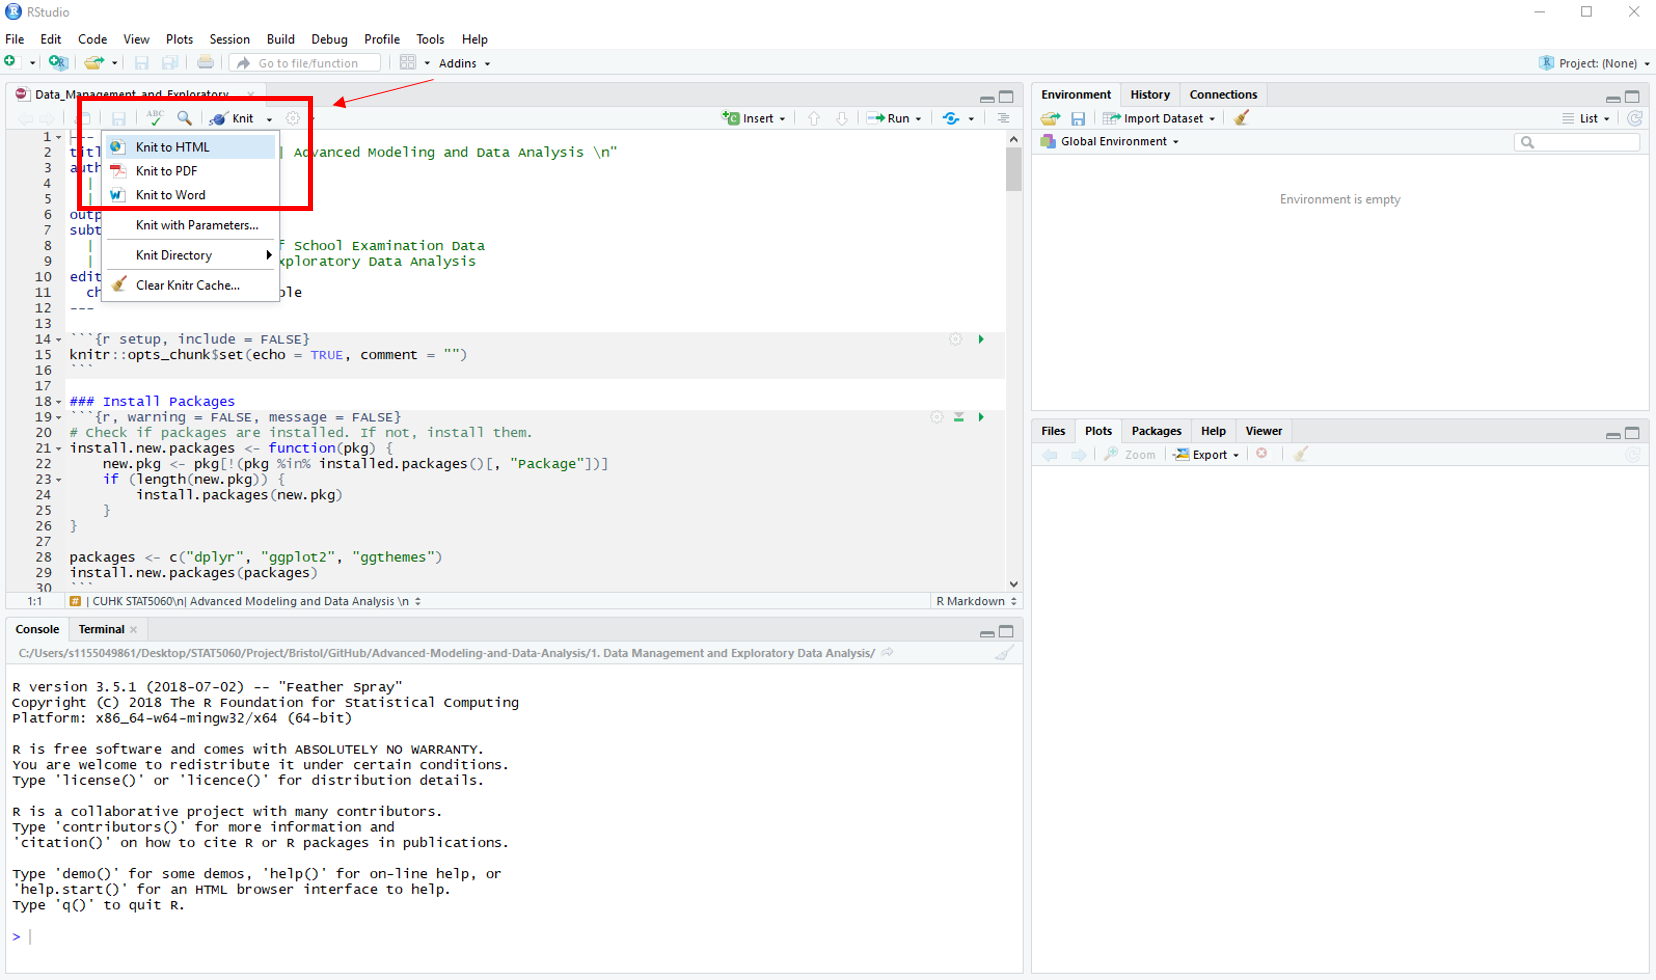 RStudio
File Edit Code View Plots Session Build Debug Profile Tools Help
Go to file/function Addins Project: (None)
Data_Management_and_Exploratory
ABC Knit Insert Run
Knit to HTML
Knit to PDF
Knit to Word
Knit with Parameters...
Knit Directory
Clear Knitr Cache...
1 ---
2 titl | Advanced Modeling and Data Analysis \n"
3 auth
4 |
5 |
6 outp
7 subt
8 | f School Examination Data
9 | xploratory Data Analysis
10 edit
11 ch ole
12 ---
13
14 ```{r setup, include = FALSE}
15 knitr::opts_chunk$set(echo = TRUE, comment = "")
16 ```
17
18 ### Install Packages
19 ```{r, warning = FALSE, message = FALSE}
20 # Check if packages are installed. If not, install them.
21 install.new.packages <- function(pkg) {
22 new.pkg <- pkg[!(pkg %in% installed.packages()[, "Package"])]
23 if (length(new.pkg)) {
24 install.packages(new.pkg)
25 }
26 }
27
28 packages <- c("dplyr", "ggplot2", "ggthemes")
29 install.new.packages(packages)
30 ```
1:1 # | CUHK STAT5060\n| Advanced Modeling and Data Analysis \n R Markdown
Console Terminal
C:/Users/s1155049861/Desktop/STAT5060/Project/Bristol/GitHub/Advanced-Modeling-and-Data-Analysis/1. Data Management and Exploratory Data Analysis/
R version 3.5.1 (2018-07-02) -- "Feather Spray"
Copyright (C) 2018 The R Foundation for Statistical Computing
Platform: x86_64-w64-mingw32/x64 (64-bit)
R is free software and comes with ABSOLUTELY NO WARRANTY.
You are welcome to redistribute it under certain conditions.
Type 'license()' or 'licence()' for distribution details.
R is a collaborative project with many contributors.
Type 'contributors()' for more information and
'citation()' on how to cite R or R packages in publications.
Type 'demo()' for some demos, 'help()' for on-line help, or
'help.start()' for an HTML browser interface to help.
Type 'q()' to quit R.
>
Environment History Connections
Import Dataset List
Global Environment
Environment is empty
Files Plots Packages Help Viewer
Zoom Export